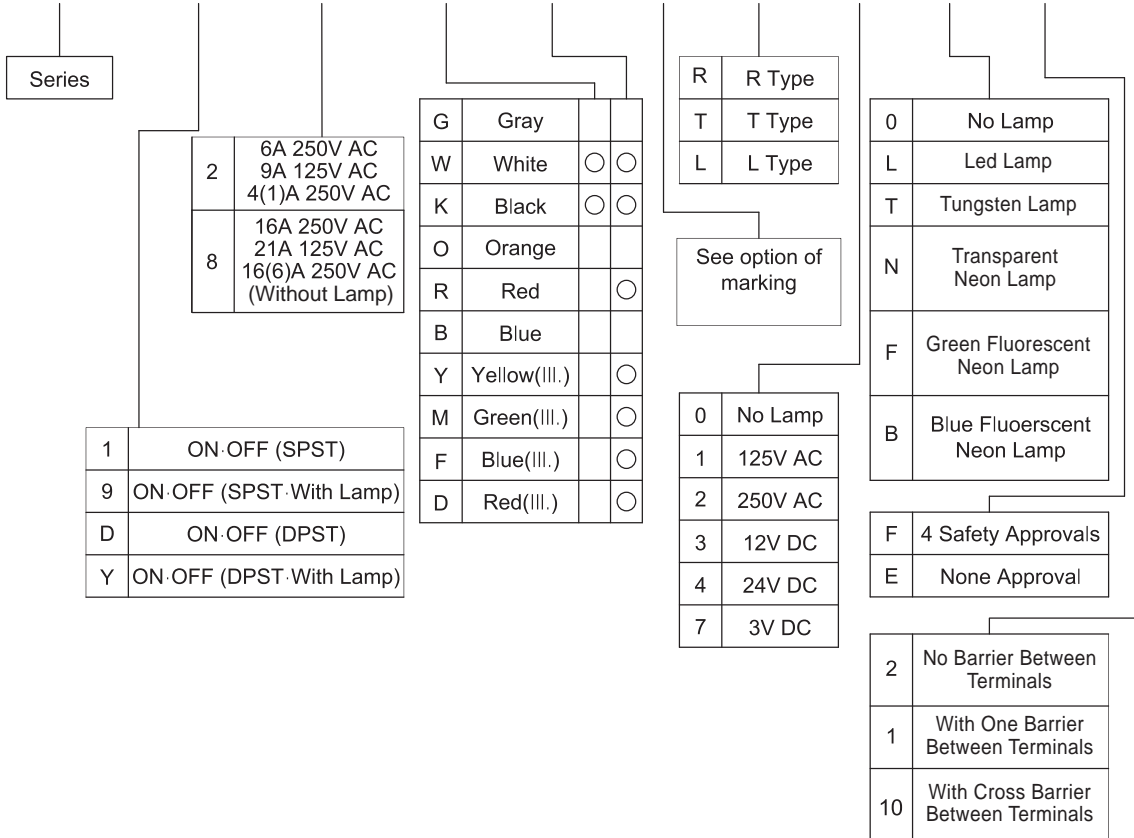 Series
2
6A 250V AC
9A 125V AC
4(1)A 250V AC
8
16A 250V AC
21A 125V AC
16(6)A 250V AC
(Without Lamp)
1 ON·OFF (SPST)
9 ON·OFF (SPST·With Lamp)
D ON·OFF (DPST)
Y ON·OFF (DPST·With Lamp)
G Gray
W White ○ ○
K Black ○ ○
O Orange
R Red ○
B Blue
Y Yellow(Ill.) ○
M Green(Ill.) ○
F Blue(Ill.) ○
D Red(Ill.) ○
R R Type
T T Type
L L Type
See option of
marking
0 No Lamp
1 125V AC
2 250V AC
3 12V DC
4 24V DC
7 3V DC
0 No Lamp
L Led Lamp
T Tungsten Lamp
N
Transparent
Neon Lamp
F
Green Fluorescent
Neon Lamp
B
Blue Fluoerscent
Neon Lamp
F 4 Safety Approvals
E None Approval
2
No Barrier Between
Terminals
1
With One Barrier
Between Terminals
10
With Cross Barrier
Between Terminals